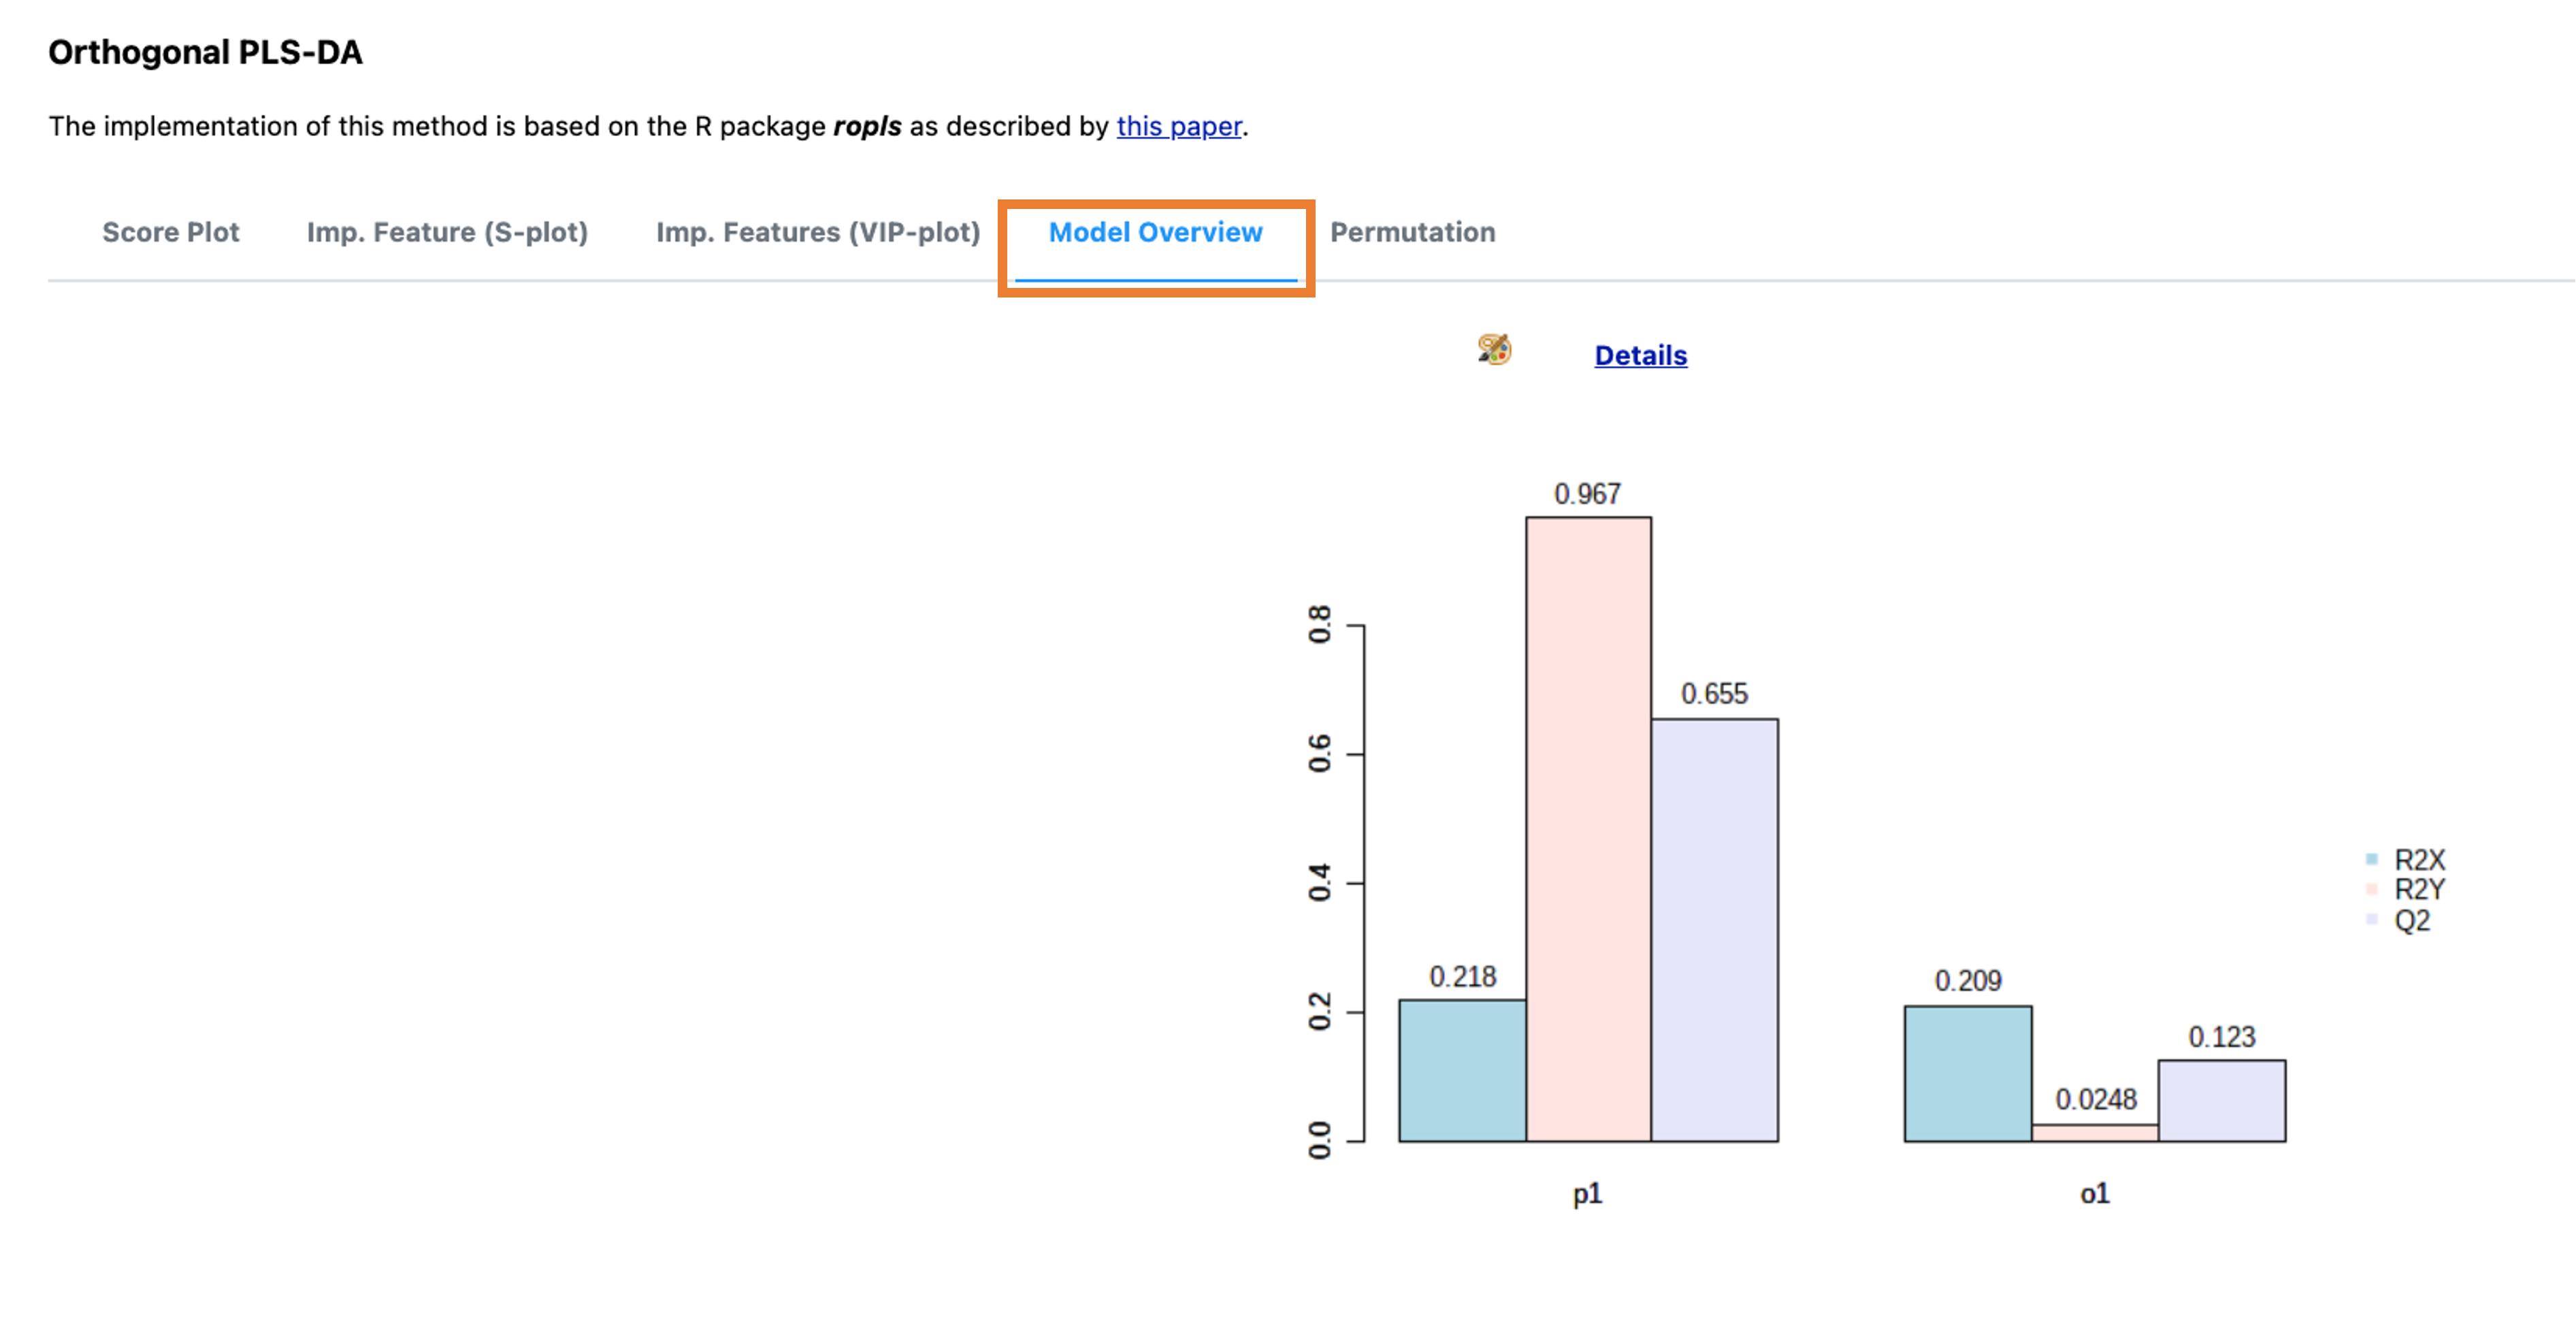 Orthogonal PLS-DA
The implementation of this method is based on the R package ropls as described by this paper.
Score Plot Imp. Feature (S-plot) Imp. Features (VIP-plot) Model Overview Permutation
Details
0.967
0.8
0.655
0.6
0.4
R2X
R2Y
Q2
0.218
0.209
0.2
0.123
0.0248
0.0
p1 o1